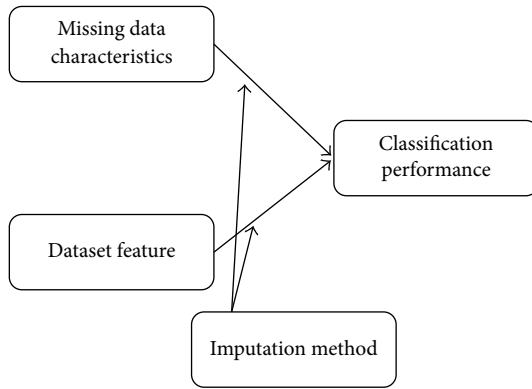 Missing data
characteristics
Classification
performance
Dataset feature
Imputation method